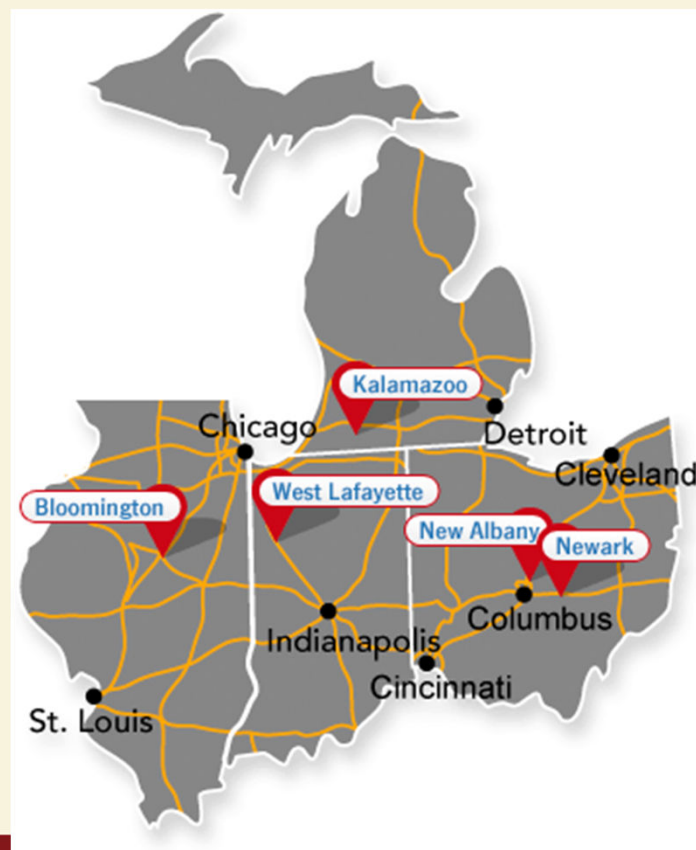 Kalamazoo
Chicago
Detroit
Cleveland
West Lafayette
Bloomington
New Albany
Newark
Columbus
Indianapolis
Cincinnati
St. Louis